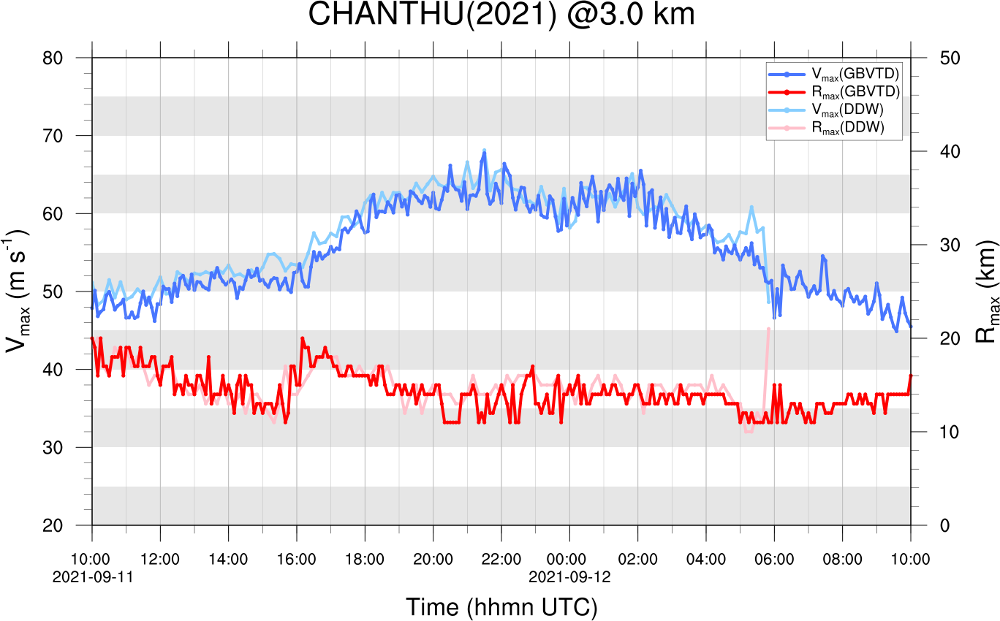 CHANTHU(2021) @3.0 km
80
70
60
50
40
30
20
50
40
30
20
10
0
Vmax (m s-1)
Rmax (km)
Vmax(GBVTD)
Rmax(GBVTD)
Vmax(DDW)
Rmax(DDW)
10:00 12:00 14:00 16:00 18:00 20:00 22:00 00:00 02:00 04:00 06:00 08:00 10:00
2021-09-11 2021-09-12
Time (hhmn UTC)